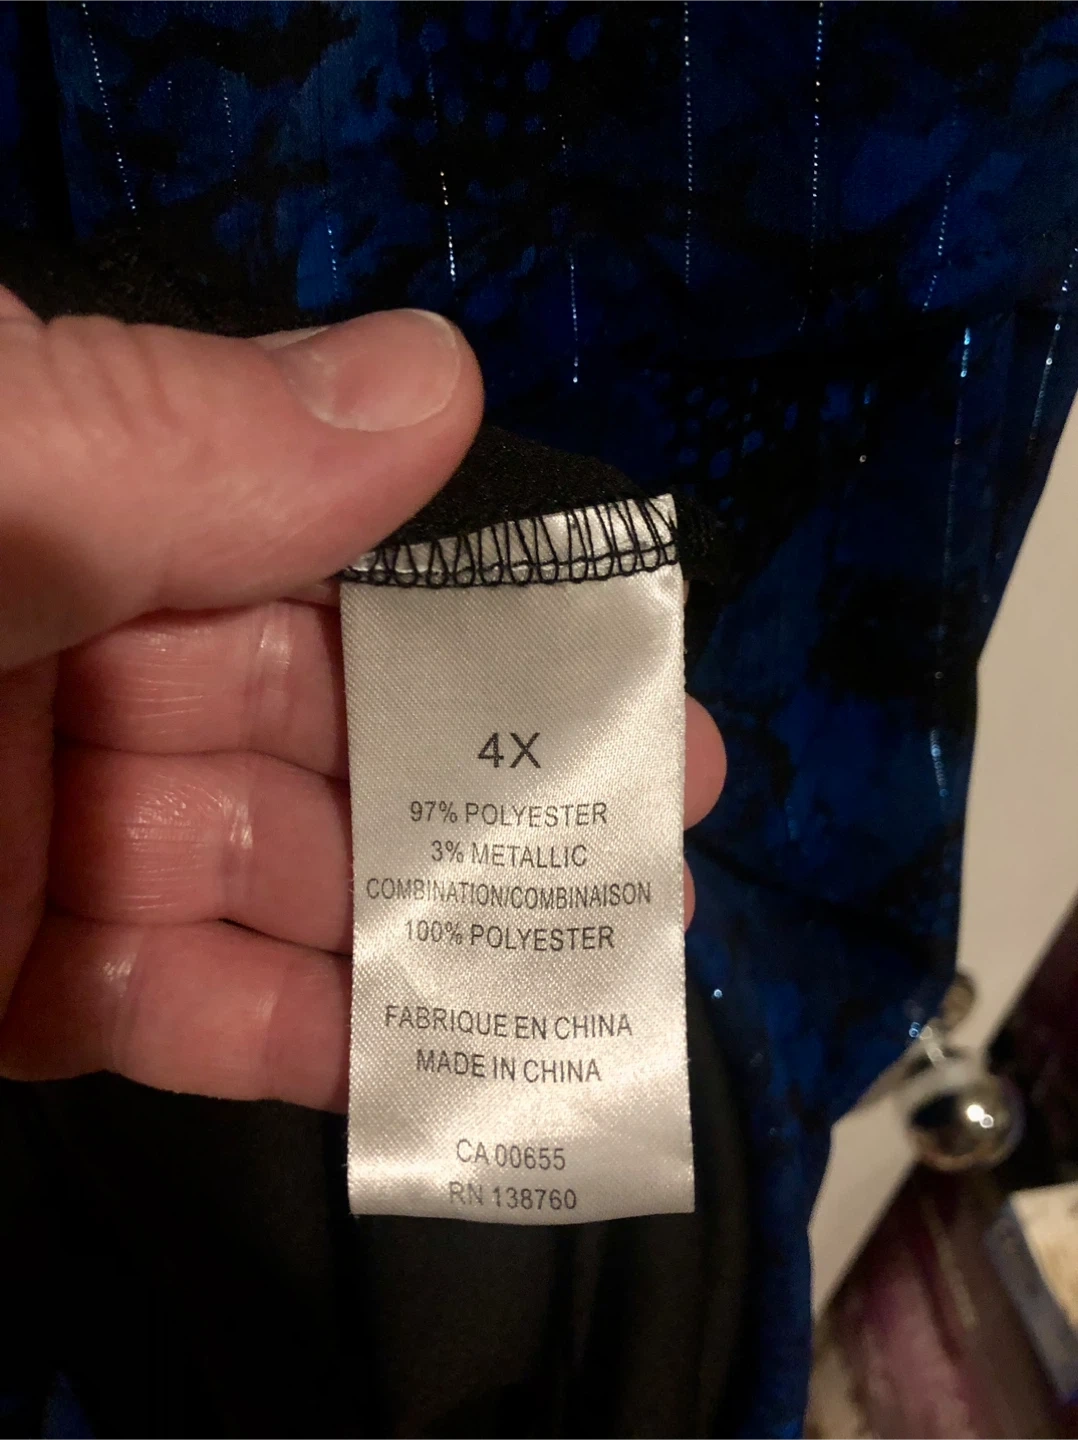 4X
97% POLYESTER
3% METALLIC
COMBINATION/COMBINAISON
100% POLYESTER
FABRIQUE EN CHINA
MADE IN CHINA
CA 00655
RN 138760